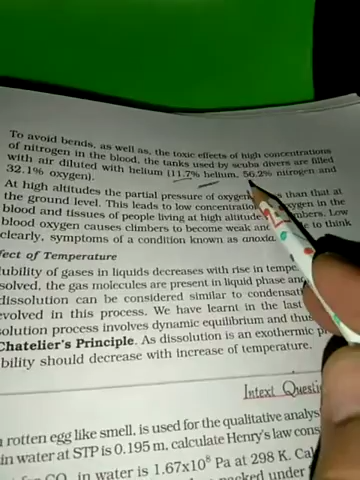 To avoid bends, as well as, the toxic effects of high concentrations
of nitrogen in the blood, the tanks used by scuba divers are filled
with air diluted with helium (11.7% helium, 56.2% nitrogen and
32.1% oxygen).
At high altitudes the partial pressure of oxygen is than that at
the ground level. This leads to low concentrations oxygen in the
blood and tissues of people living at high altitudes mbers. Low
blood oxygen causes climbers to become weak and to think
clearly, symptoms of a condition known as anoxia
fect of Temperature
ubility of gases in liquids decreases with rise in tempe
solved, the gas molecules are present in liquid phase an
dissolution can be considered similar to condensat
evolved in this process. We have learnt in the last
solution process involves dynamic equilibrium and thus
Chatelier's Principle. As dissolution is an exothermic p
bility should decrease with increase of temperature.
Intext Questi
rotten egg like smell, is used for the qualitative analys
in water at STP is 0.195 m, calculate Henry's law cons
CO in water is 1.67x10⁸ Pa at 298 K. Cal
packed under